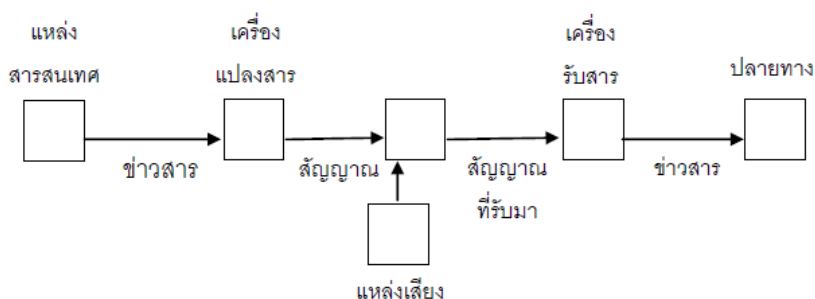 แหล่ง
สารสนเทศ
เครื่อง
แปลงสาร
เครื่อง
รับสาร
ปลายทาง
ข่าวสาร
สัญญาณ
สัญญาณ
ที่รับมา
ข่าวสาร
แหล่งเสียง